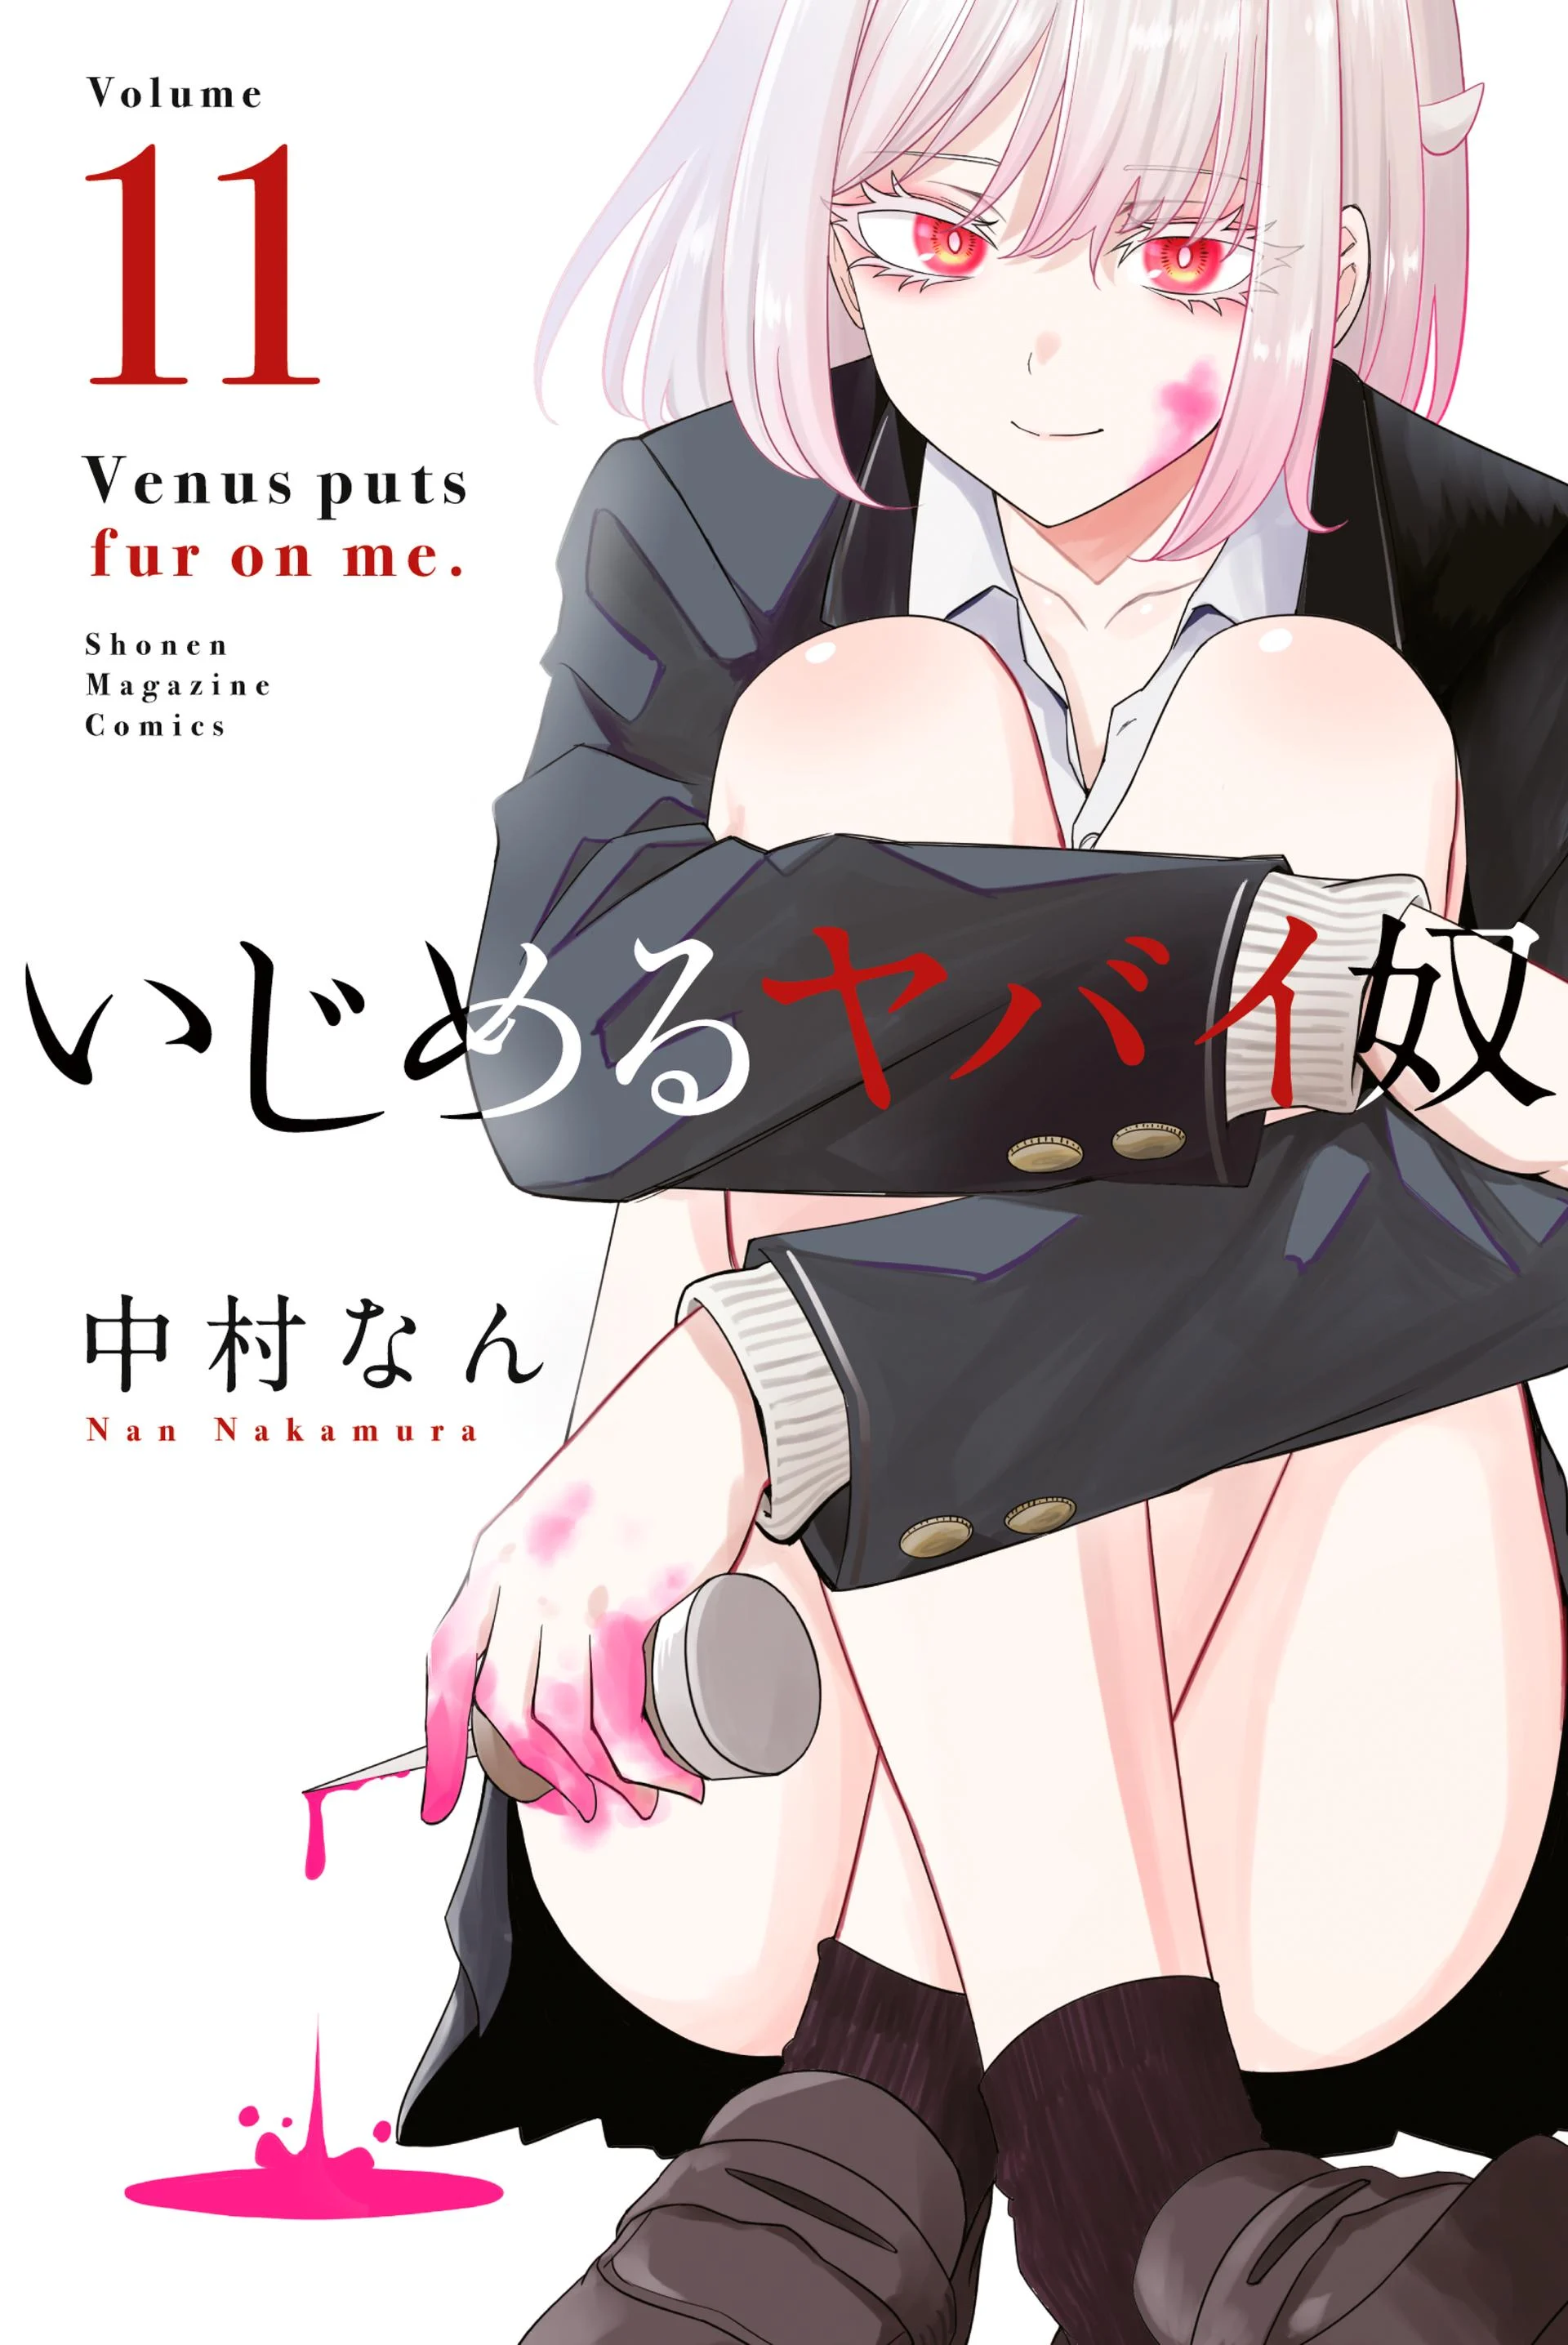 Volume
11
Venus puts
fur on me.
Shonen
Magazine
Comics
いじめるヤバイ奴
中村なん
Nan Nakamura